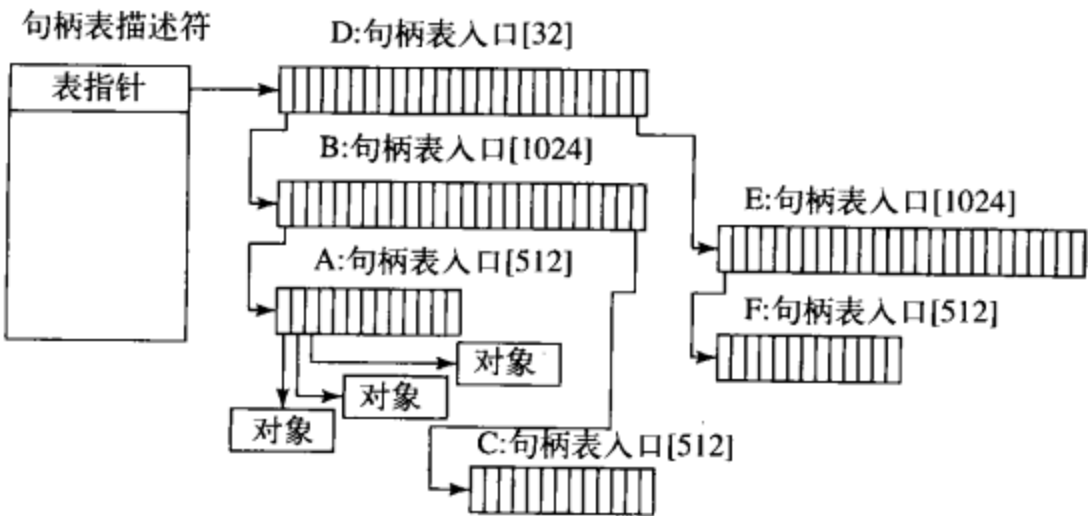 句柄表描述符
D:句柄表入口[32]
表指针
B:句柄表入口[1024]
E:句柄表入口[1024]
A:句柄表入口[512]
F:句柄表入口[512]
对象
对象
对象
C:句柄表入口[512]